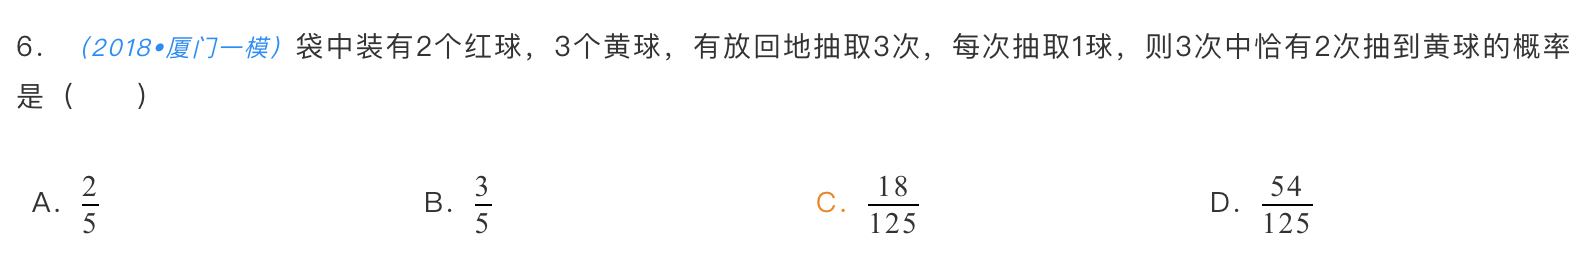 6. （2018•厦门一模）袋中装有2个红球，3个黄球，有放回地抽取3次，每次抽取1球，则3次中恰有2次抽到黄球的概率
是（　　）
A. 2/5　B. 3/5　C. 18/125　D. 54/125